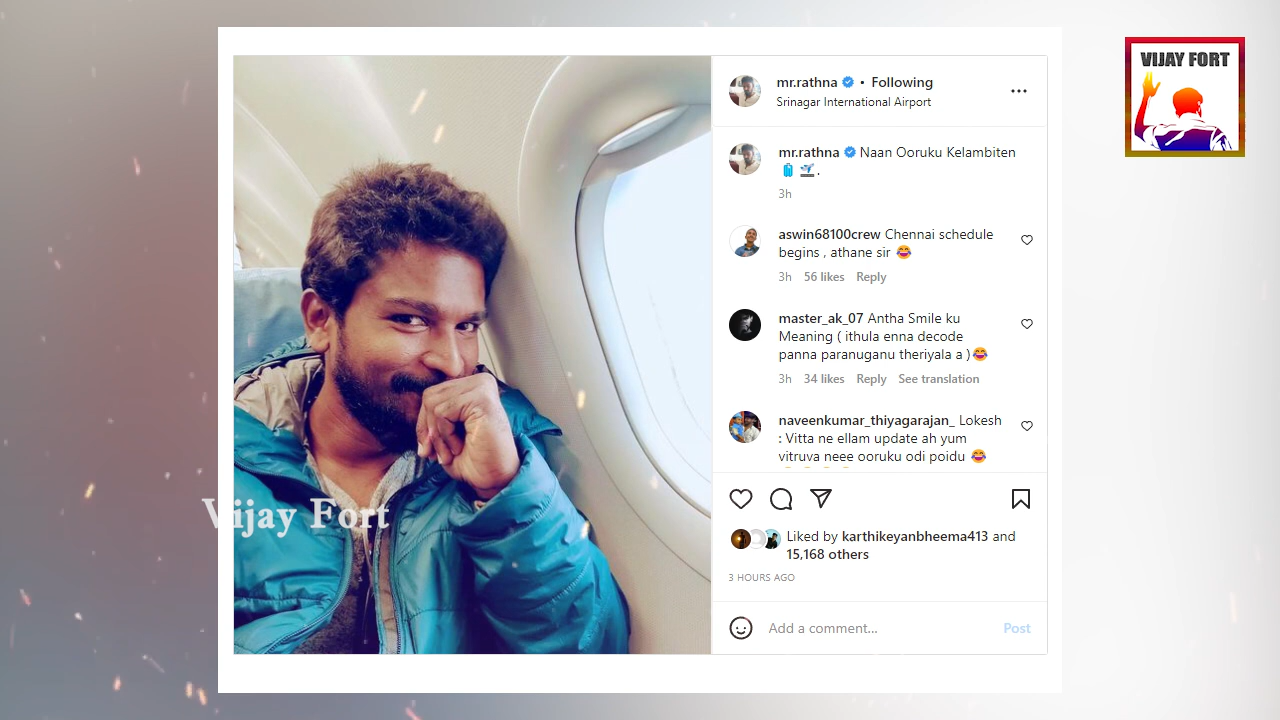 VIJAY FORT
mr.rathna • Following
Srinagar International Airport
mr.rathna Naan Ooruku Kelambiten
🧳 🛫 .
3h
aswin68100crew Chennai schedule
begins , athane sir 😂
3h 56 likes Reply
master_ak_07 Antha Smile ku
Meaning ( ithula enna decode
panna paranuganu theriyala a )😂
3h 34 likes Reply See translation
naveenkumar_thiyagarajan_ Lokesh
: Vitta ne ellam update ah yum
vitruva neee ooruku odi poidu 😂
Vijay Fort
Liked by karthikeyanbheema413 and
15,168 others
3 HOURS AGO
Add a comment... Post